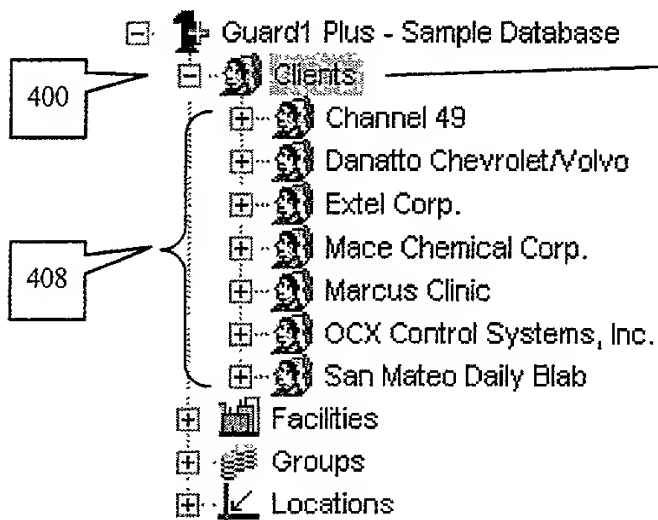 Guard1 Plus - Sample Database
400
Clients
Channel 49
Danatto Chevrolet/Volvo
Extel Corp.
Mace Chemical Corp.
408
Marcus Clinic
OCX Control Systems, Inc.
San Mateo Daily Blab
Facilities
Groups
Locations